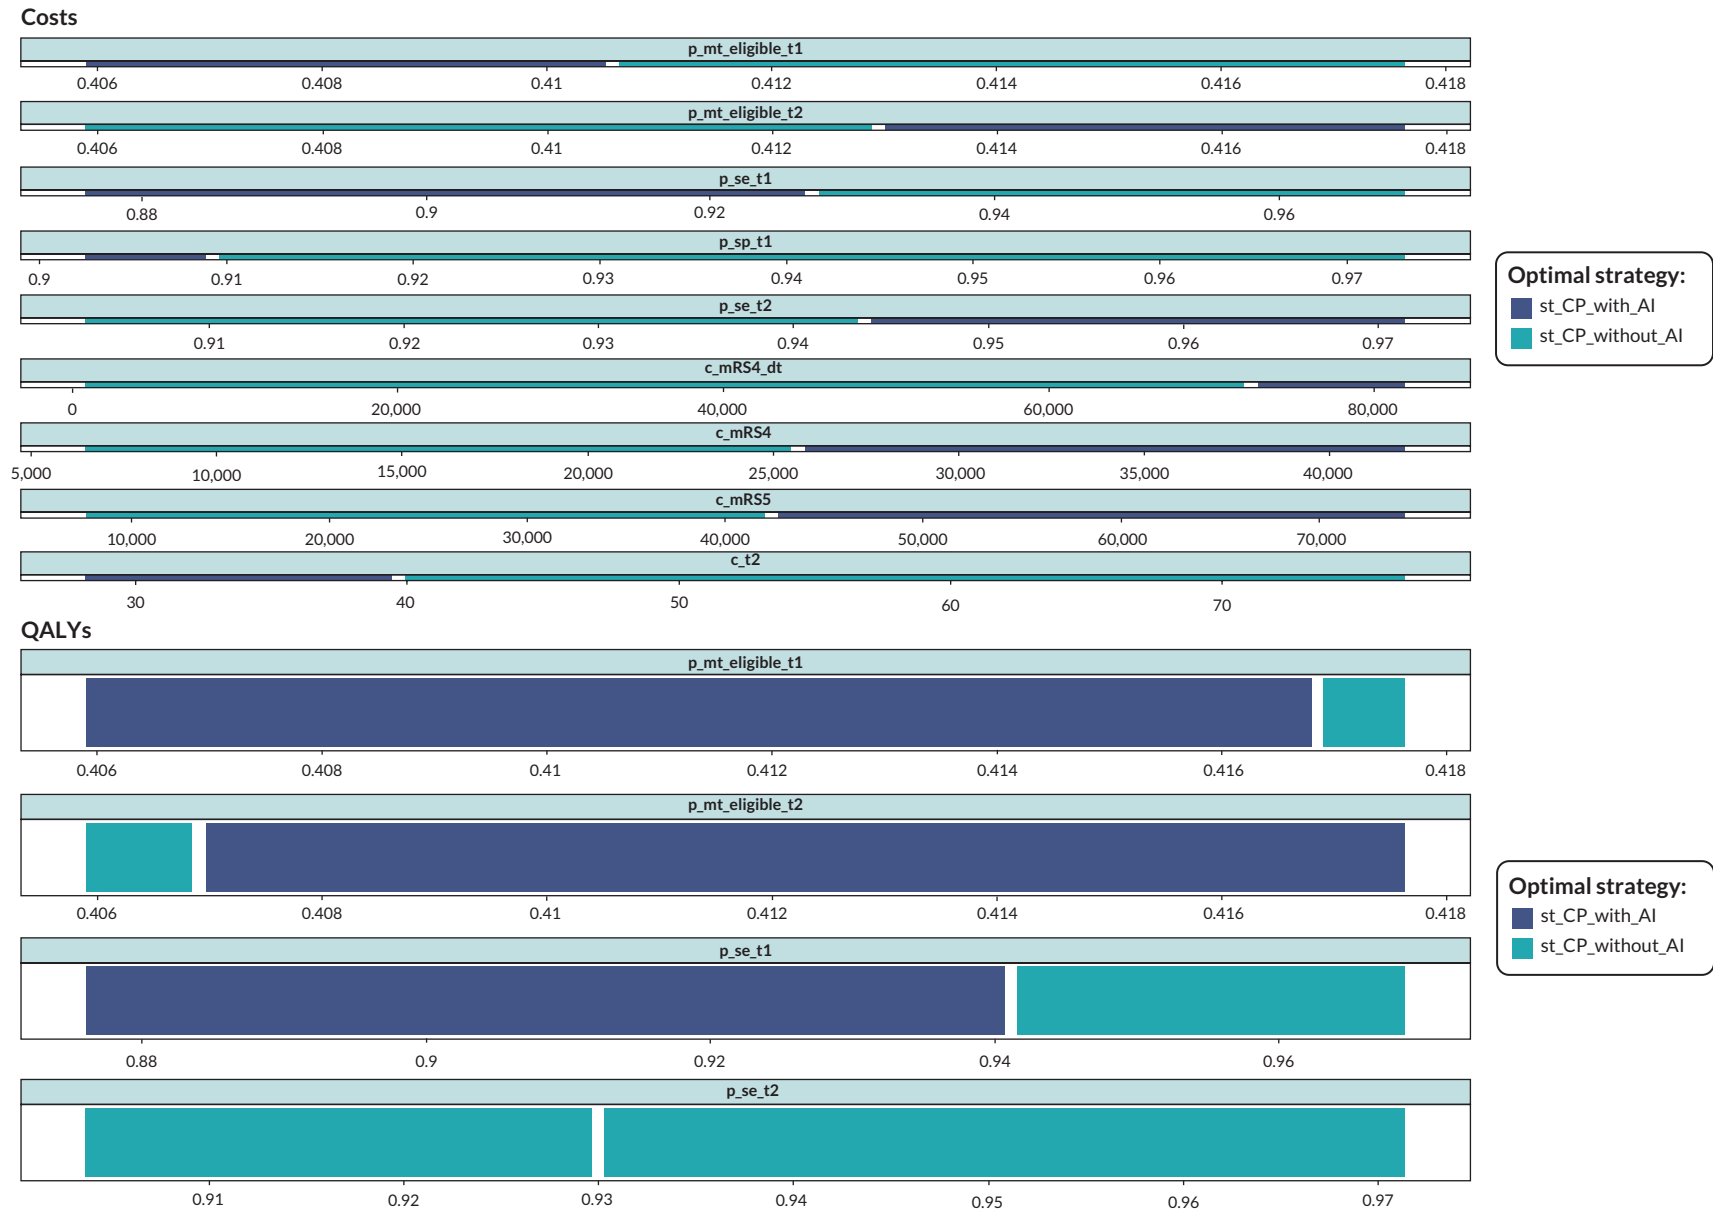 Costs
p_mt_eligible_t1
0.406 0.408 0.41 0.412 0.414 0.416 0.418
p_mt_eligible_t2
0.406 0.408 0.41 0.412 0.414 0.416 0.418
p_se_t1
0.88 0.9 0.92 0.94 0.96
p_sp_t1
0.9 0.91 0.92 0.93 0.94 0.95 0.96 0.97
p_se_t2
0.91 0.92 0.93 0.94 0.95 0.96 0.97
c_mRS4_dt
0 20,000 40,000 60,000 80,000
c_mRS4
5,000 10,000 15,000 20,000 25,000 30,000 35,000 40,000
c_mRS5
10,000 20,000 30,000 40,000 50,000 60,000 70,000
c_t2
30 40 50 60 70
Optimal strategy:
st_CP_with_AI
st_CP_without_AI
QALYs
p_mt_eligible_t1
0.406 0.408 0.41 0.412 0.414 0.416 0.418
p_mt_eligible_t2
0.406 0.408 0.41 0.412 0.414 0.416 0.418
p_se_t1
0.88 0.9 0.92 0.94 0.96
p_se_t2
0.91 0.92 0.93 0.94 0.95 0.96 0.97
Optimal strategy:
st_CP_with_AI
st_CP_without_AI